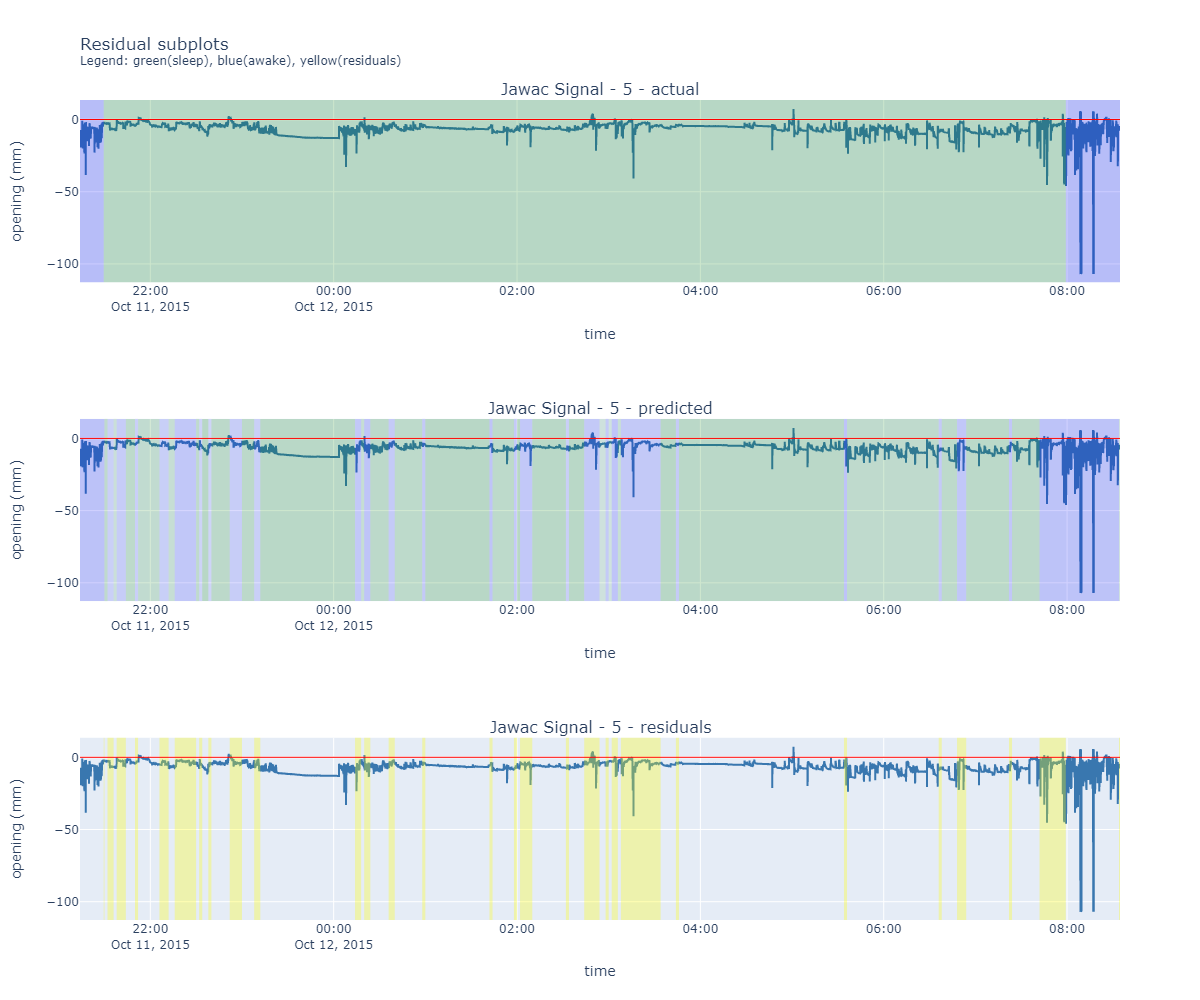 Residual subplots
Legend: green(sleep), blue(awake), yellow(residuals)
Jawac Signal - 5 - actual
opening (mm)
0
−50
−100
22:00 00:00 02:00 04:00 06:00 08:00
Oct 11, 2015 Oct 12, 2015
time
Jawac Signal - 5 - predicted
opening (mm)
0
−50
−100
22:00 00:00 02:00 04:00 06:00 08:00
Oct 11, 2015 Oct 12, 2015
time
Jawac Signal - 5 - residuals
opening (mm)
0
−50
−100
22:00 00:00 02:00 04:00 06:00 08:00
Oct 11, 2015 Oct 12, 2015
time